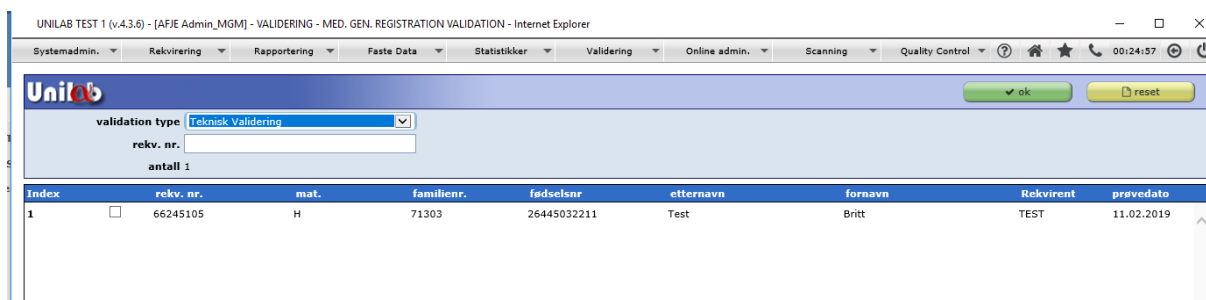 UNILAB TEST 1 (v.4.3.6) - [AFJE Admin_MGM] - VALIDERING - MED. GEN. REGISTRATION VALIDATION - Internet Explorer
Systemadmin. Rekvirering Rapportering Faste Data Statistikker Validering Online admin. Scanning Quality Control 00:24:57
Unilab ok reset
validation type Teknisk Validering
rekv. nr.
antall 1
Index rekv. nr. mat. familienr. fødselsnr etternavn fornavn Rekvirent prøvedato
1 66245105 H 71303 26445032211 Test Britt TEST 11.02.2019